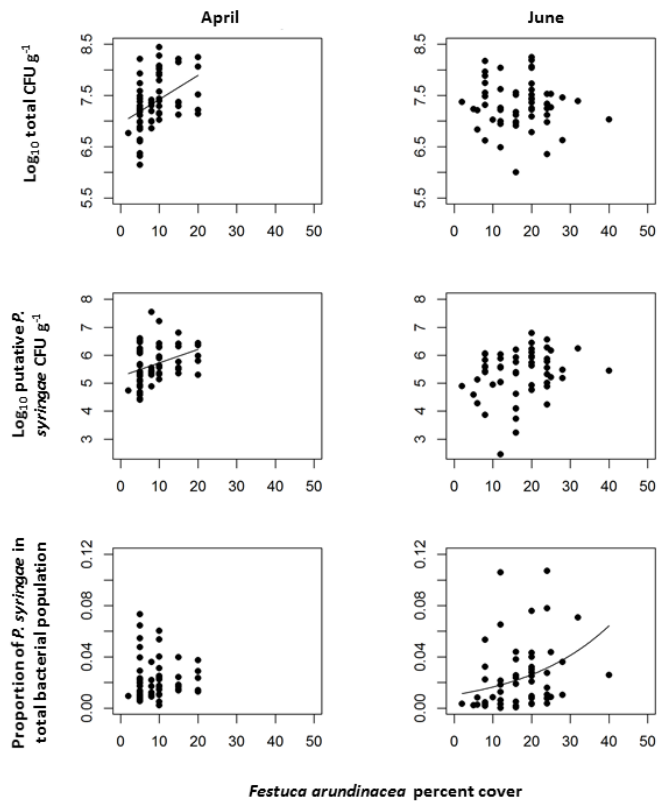 April
June
Log₁₀ total CFU g⁻¹
8.5
7.5
6.5
5.5
0 10 20 30 40 50
8.5
7.5
6.5
5.5
0 10 20 30 40 50
Log₁₀ putative P.
syringae CFU g⁻¹
8
7
6
5
4
3
0 10 20 30 40 50
8
7
6
5
4
3
0 10 20 30 40 50
Proportion of P. syringae in
total bacterial population
0.12
0.08
0.04
0.00
0 10 20 30 40 50
0.12
0.08
0.04
0.00
0 10 20 30 40 50
Festuca arundinacea percent cover